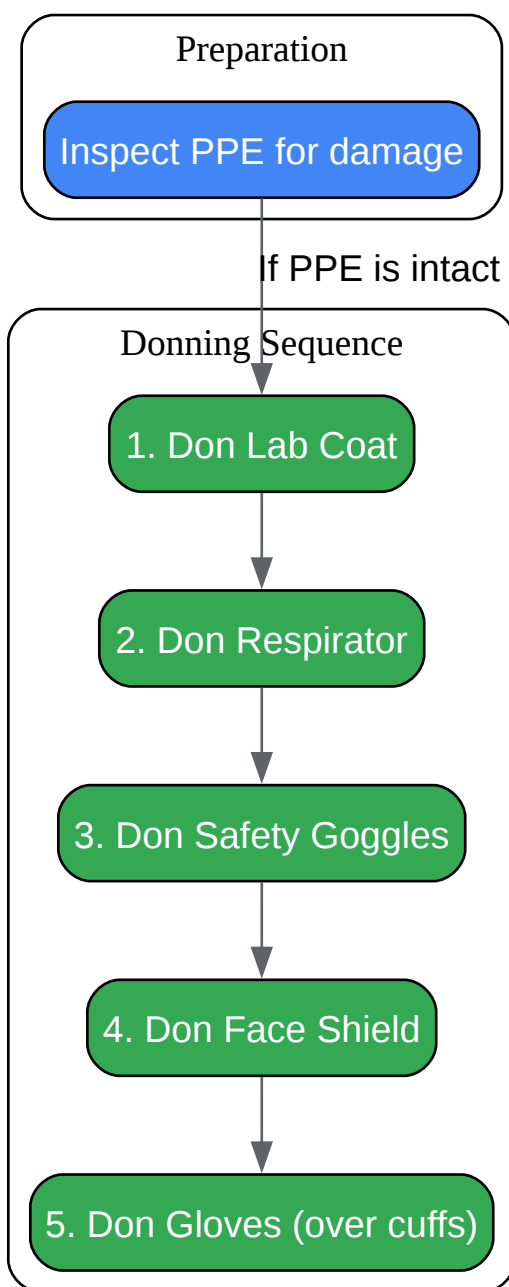 Preparation
Inspect PPE for damage
If PPE is intact
Donning Sequence
1. Don Lab Coat
2. Don Respirator
3. Don Safety Goggles
4. Don Face Shield
5. Don Gloves (over cuffs)